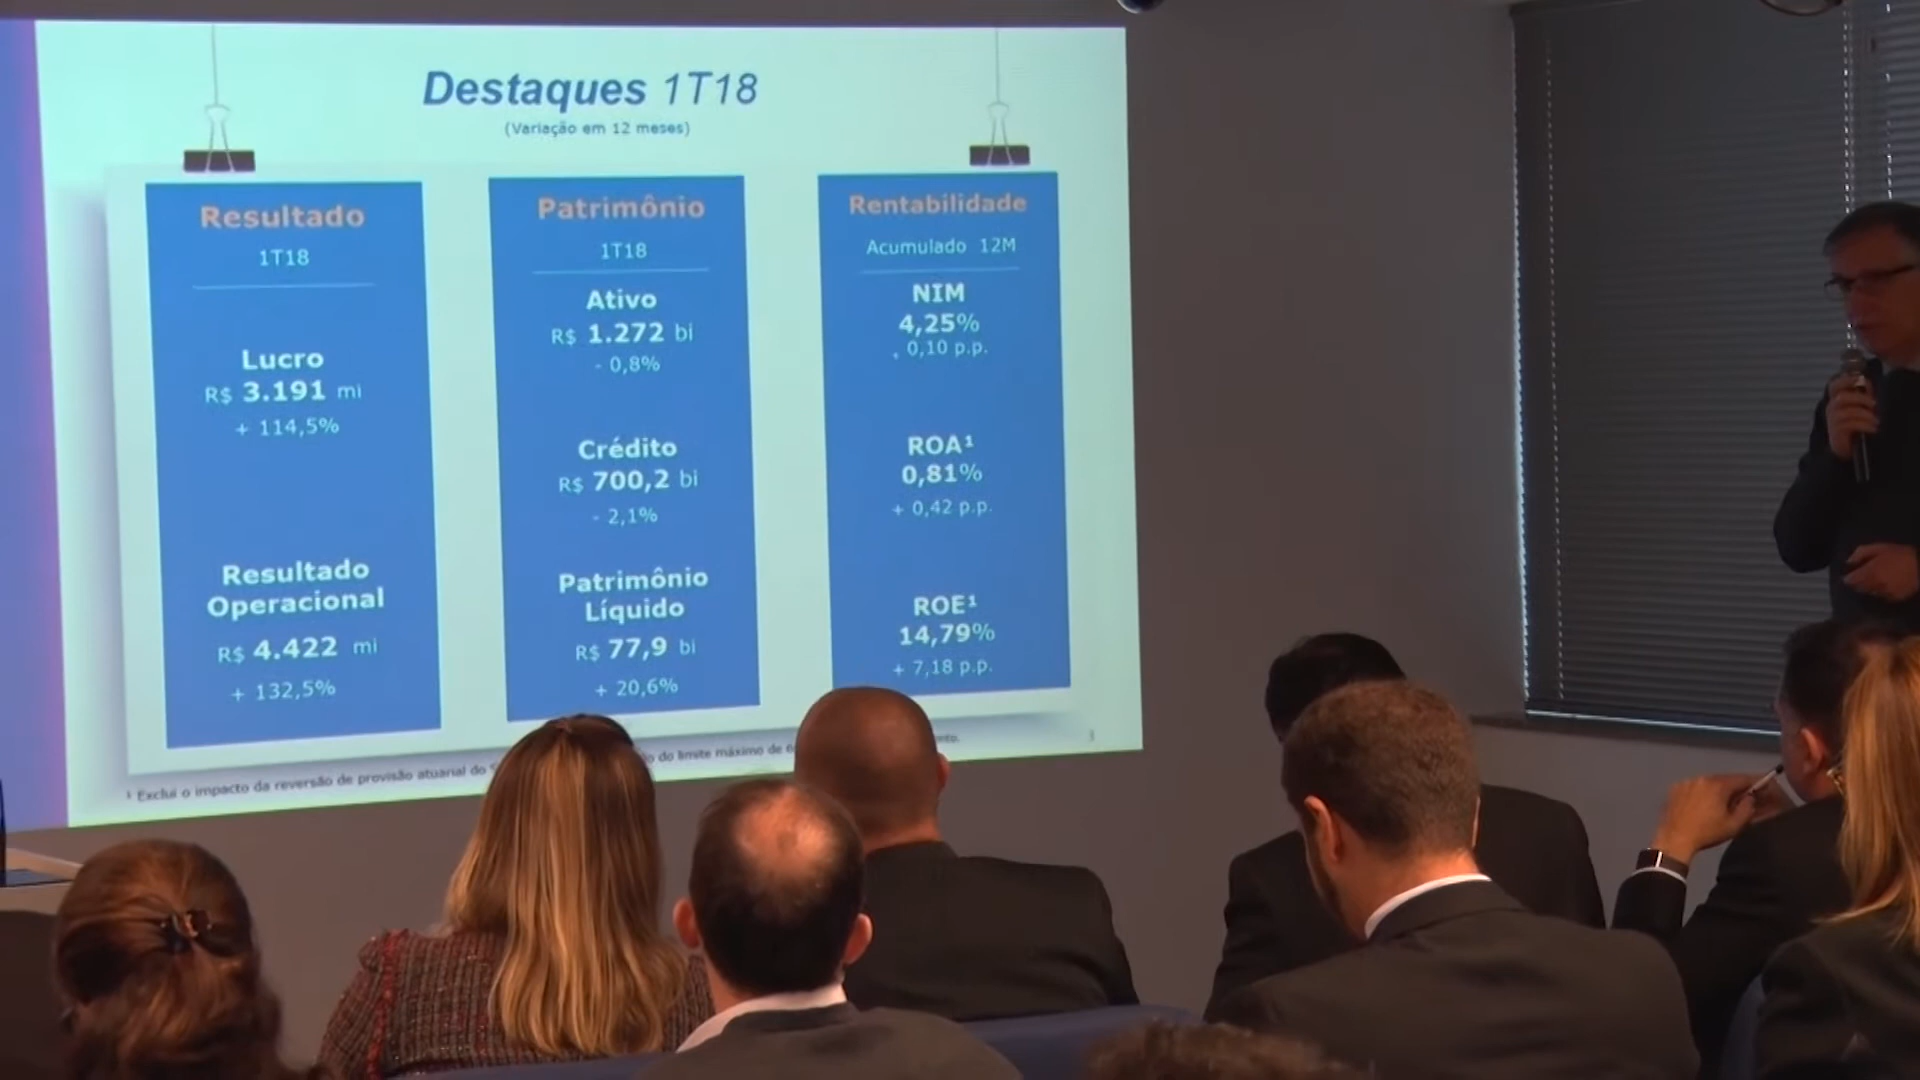 Destaques 1T18
(Variação em 12 meses)
Resultado
1T18
Lucro
R$ 3.191 mi
+ 114,5%
Resultado
Operacional
R$ 4.422 mi
+ 132,5%
Patrimônio
1T18
Ativo
R$ 1.272 bi
- 0,8%
Crédito
R$ 700,2 bi
- 2,1%
Patrimônio
Líquido
R$ 77,9 bi
+ 20,6%
Rentabilidade
Acumulado 12M
NIM
4,25%
0,10 p.p.
ROA¹
0,81%
+ 0,42 p.p.
ROE¹
14,79%
+ 7,18 p.p.
¹ Exclui o impacto da reversão de provisão atuarial do do limite máximo de